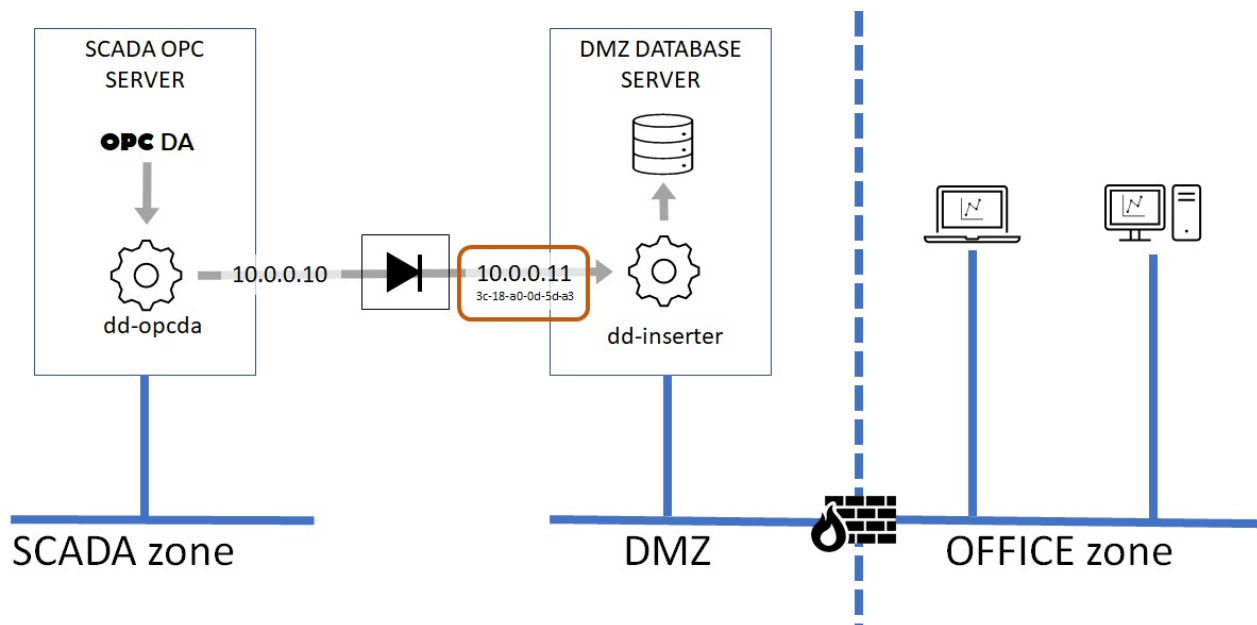 SCADA OPC
SERVER
OPC DA
10.0.0.10
dd-opcda
DMZ DATABASE
SERVER
10.0.0.11
3c-18-a0-0d-5d-a3
dd-inserter
SCADA zone
DMZ
OFFICE zone